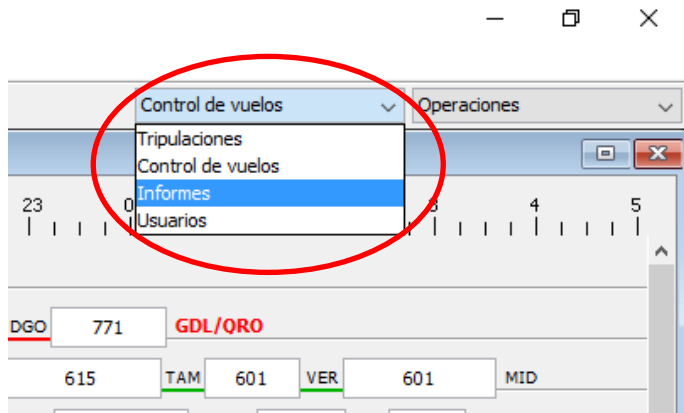 Control de vuelos Operaciones
Tripulaciones
Control de vuelos
Informes
Usuarios
23 0 3 4 5
DGO 771 GDL/QRO
615 TAM 601 VER 601 MID